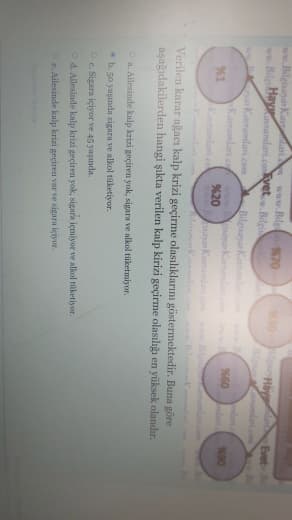 Hayır
Evet
Hayır
Evet
%70
%1
%20
%60
Verilen karar ağacı kalp krizi geçirme olasılıklarını göstermektedir. Buna göre
aşağıdakilerden hangi şıkta verilen kalp krizi geçirme olasılığı en yüksek olandır.
a. Ailesinde kalp krizi geçiren yok, sigara ve alkol tüketmiyor.
b. 50 yaşında sigara ve alkol tüketiyor.
c. Sigara içiyor ve 45 yaşında.
d. Ailesinde kalp krizi geçiren yok, sigara içmiyor ve alkol tüketiyor.
e. Ailesinde kalp krizi geçiren var ve sigara içiyor.